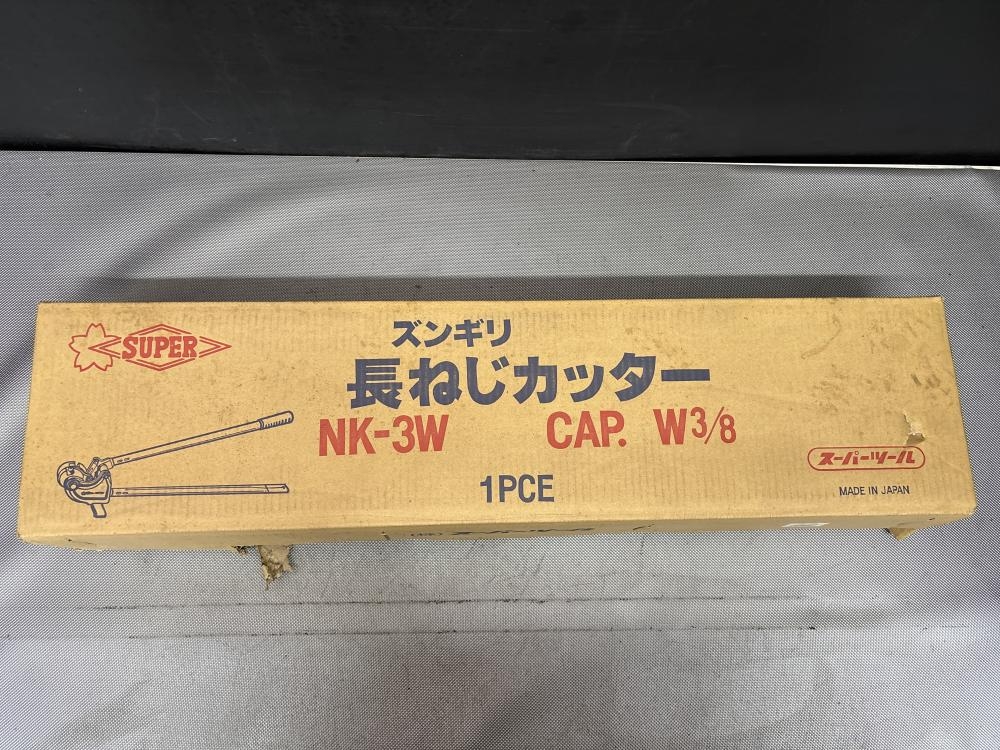 SUPER
ズンギリ
長ねじカッター
NK-3W CAP. W3/8
1PCE
スーパーツール
MADE IN JAPAN